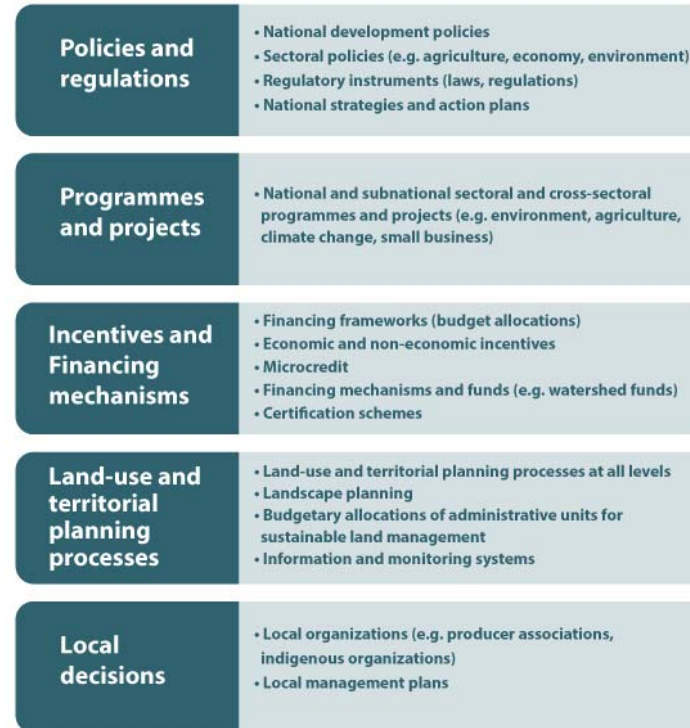 Policies and
regulations
• National development policies
• Sectoral policies (e.g. agriculture, economy, environment)
• Regulatory instruments (laws, regulations)
• National strategies and action plans
Programmes
and projects
• National and subnational sectoral and cross-sectoral
programmes and projects (e.g. environment, agriculture,
climate change, small business)
Incentives and
Financing
mechanisms
• Financing frameworks (budget allocations)
• Economic and non-economic incentives
• Microcredit
• Financing mechanisms and funds (e.g. watershed funds)
• Certification schemes
Land-use and
territorial
planning
processes
• Land-use and territorial planning processes at all levels
• Landscape planning
• Budgetary allocations of administrative units for
sustainable land management
• Information and monitoring systems
Local
decisions
• Local organizations (e.g. producer associations,
indigenous organizations)
• Local management plans